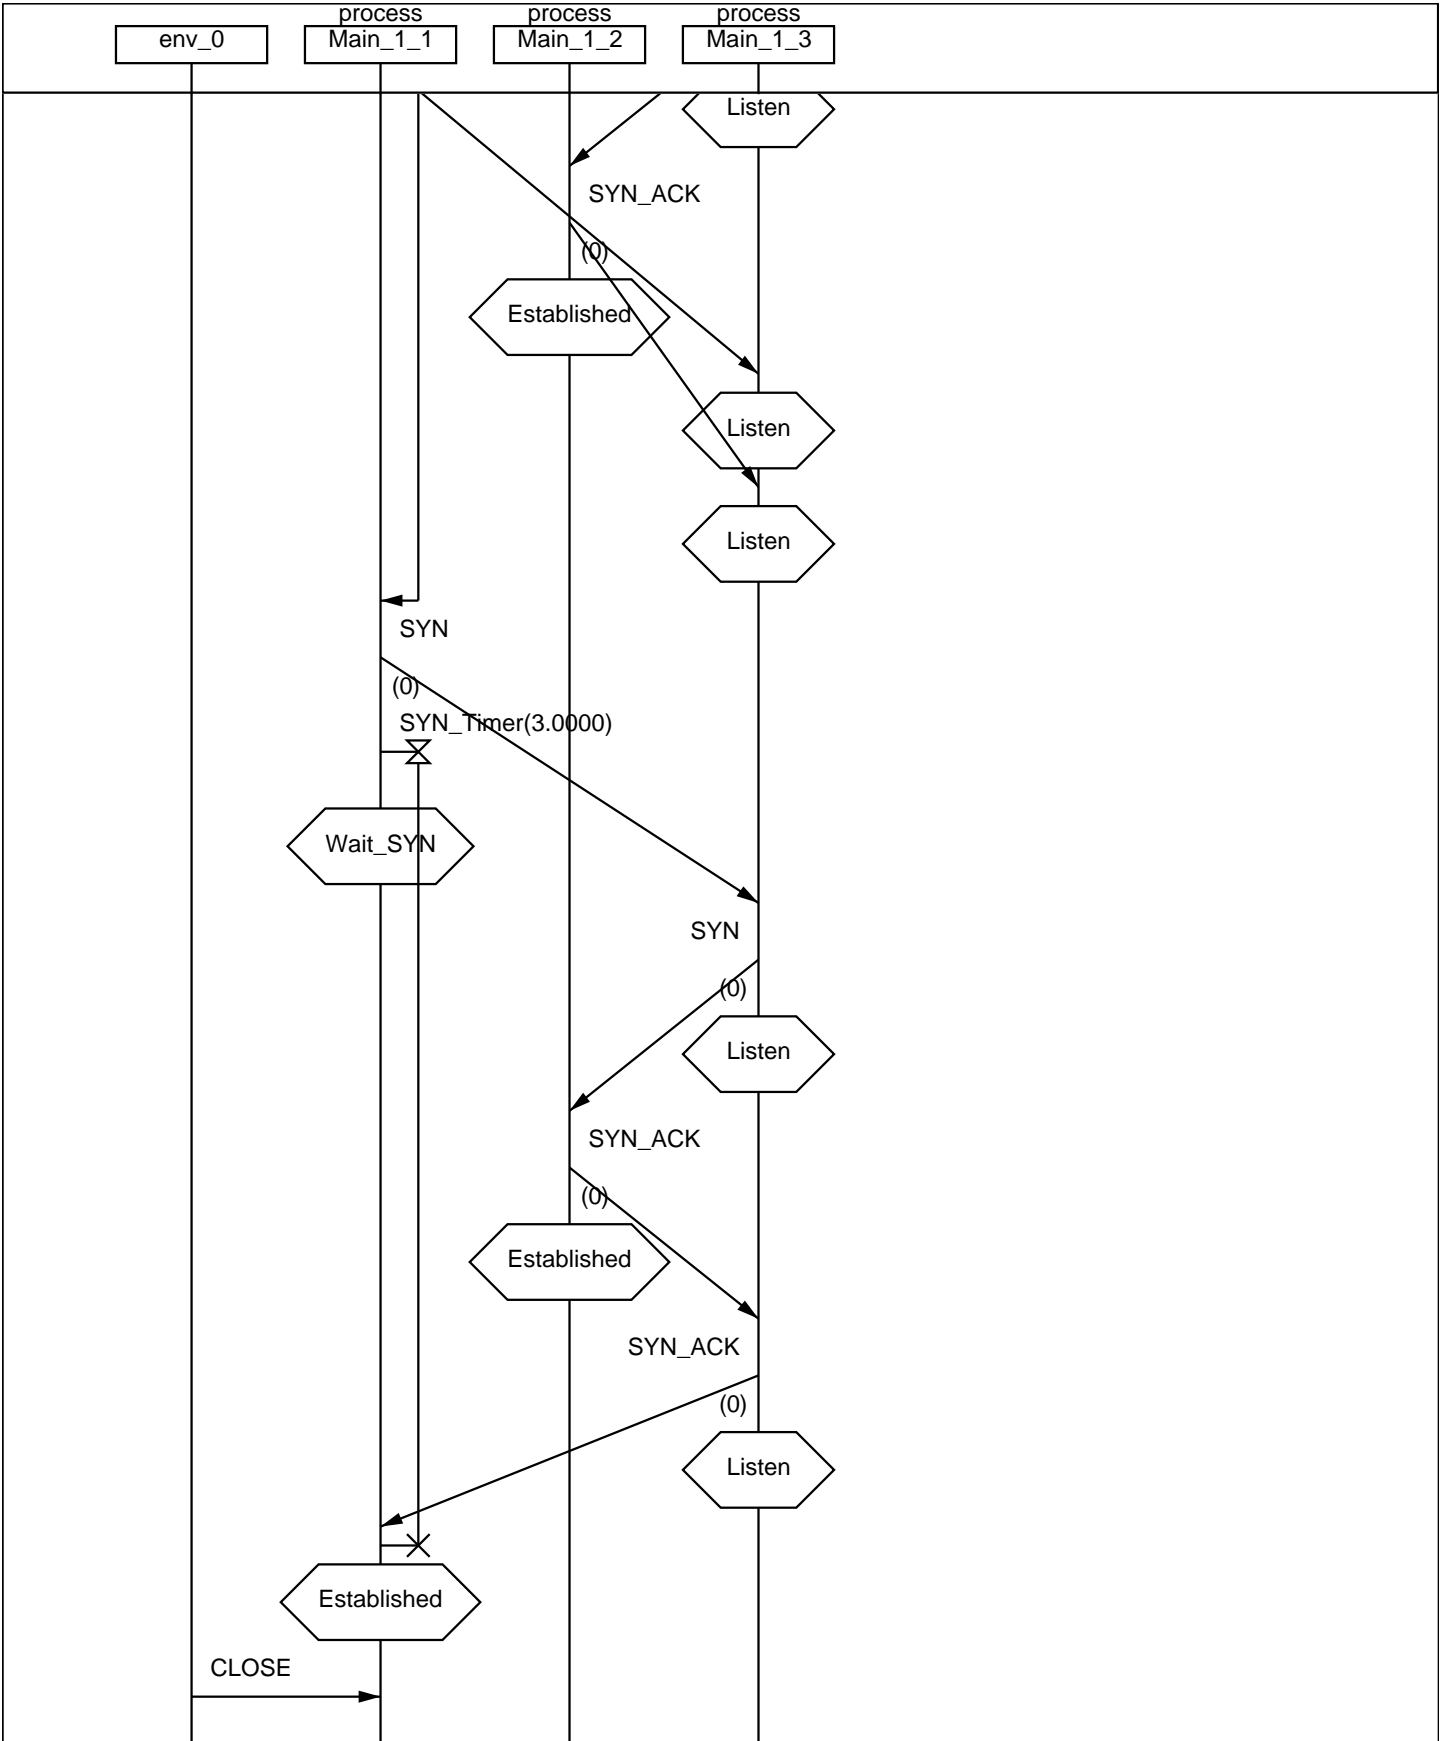 process process process
env_0 Main_1_1 Main_1_2 Main_1_3
Listen
SYN_ACK
(0)
Established
Listen
Listen
SYN
(0)
SYN_Timer(3.0000)
Wait_SYN
SYN
(0)
Listen
SYN_ACK
(0)
Established
SYN_ACK
(0)
Listen
Established
CLOSE